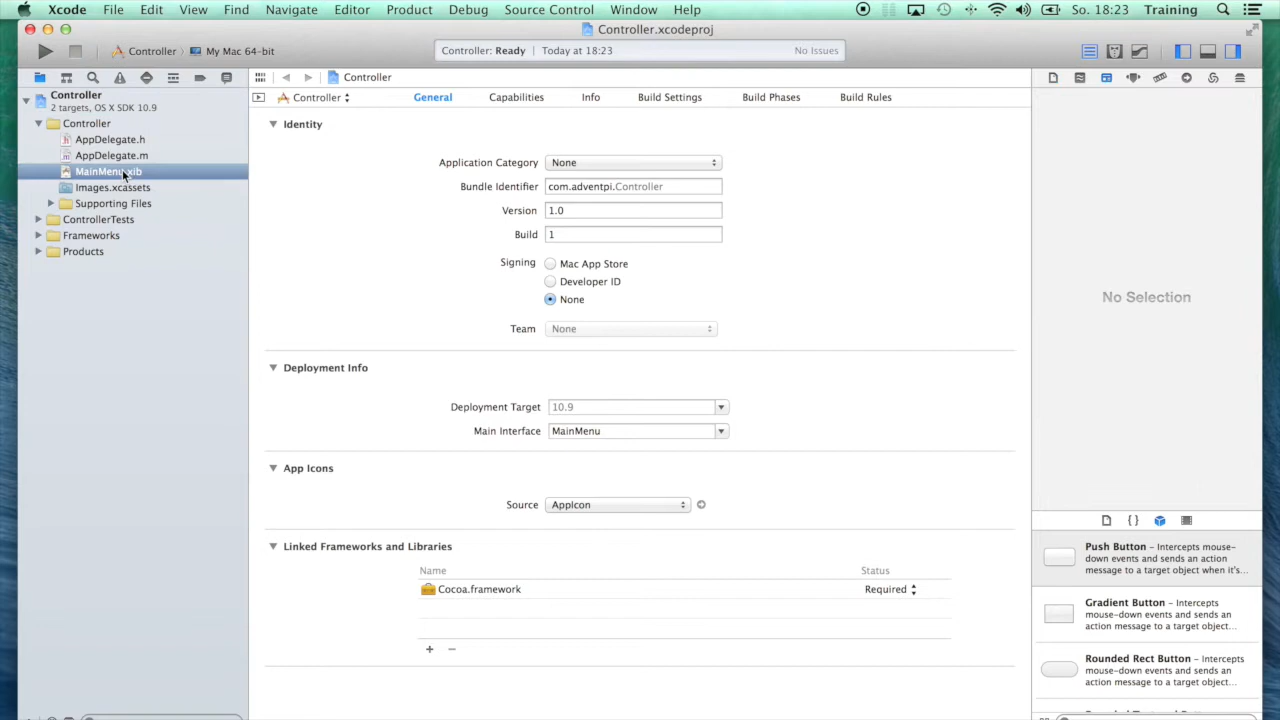 Xcode File Edit View Find Navigate Editor Product Debug Source Control Window Help So. 18:23 Training
Controller.xcodeproj
Controller My Mac 64-bit Controller: Ready Today at 18:23 No Issues
Controller
Controller
2 targets, OS X SDK 10.9
Controller General Capabilities Info Build Settings Build Phases Build Rules
Controller
AppDelegate.h
AppDelegate.m
MainMenu.xib
Images.xcassets
Supporting Files
ControllerTests
Frameworks
Products
Identity
Application Category None
Bundle Identifier com.adventpi.Controller
Version 1.0
Build 1
Signing Mac App Store
Developer ID
None
Team None
Deployment Info
Deployment Target 10.9
Main Interface MainMenu
App Icons
Source AppIcon
Linked Frameworks and Libraries
Name Status
Cocoa.framework Required
No Selection
{ }
Push Button – Intercepts mouse-
down events and sends an
action message to a target
object when it's...
Gradient Button – Intercepts
mouse-down events and sends an
action message to a target object...
Rounded Rect Button – Intercepts
mouse-down events and sends an
action message to a target object...